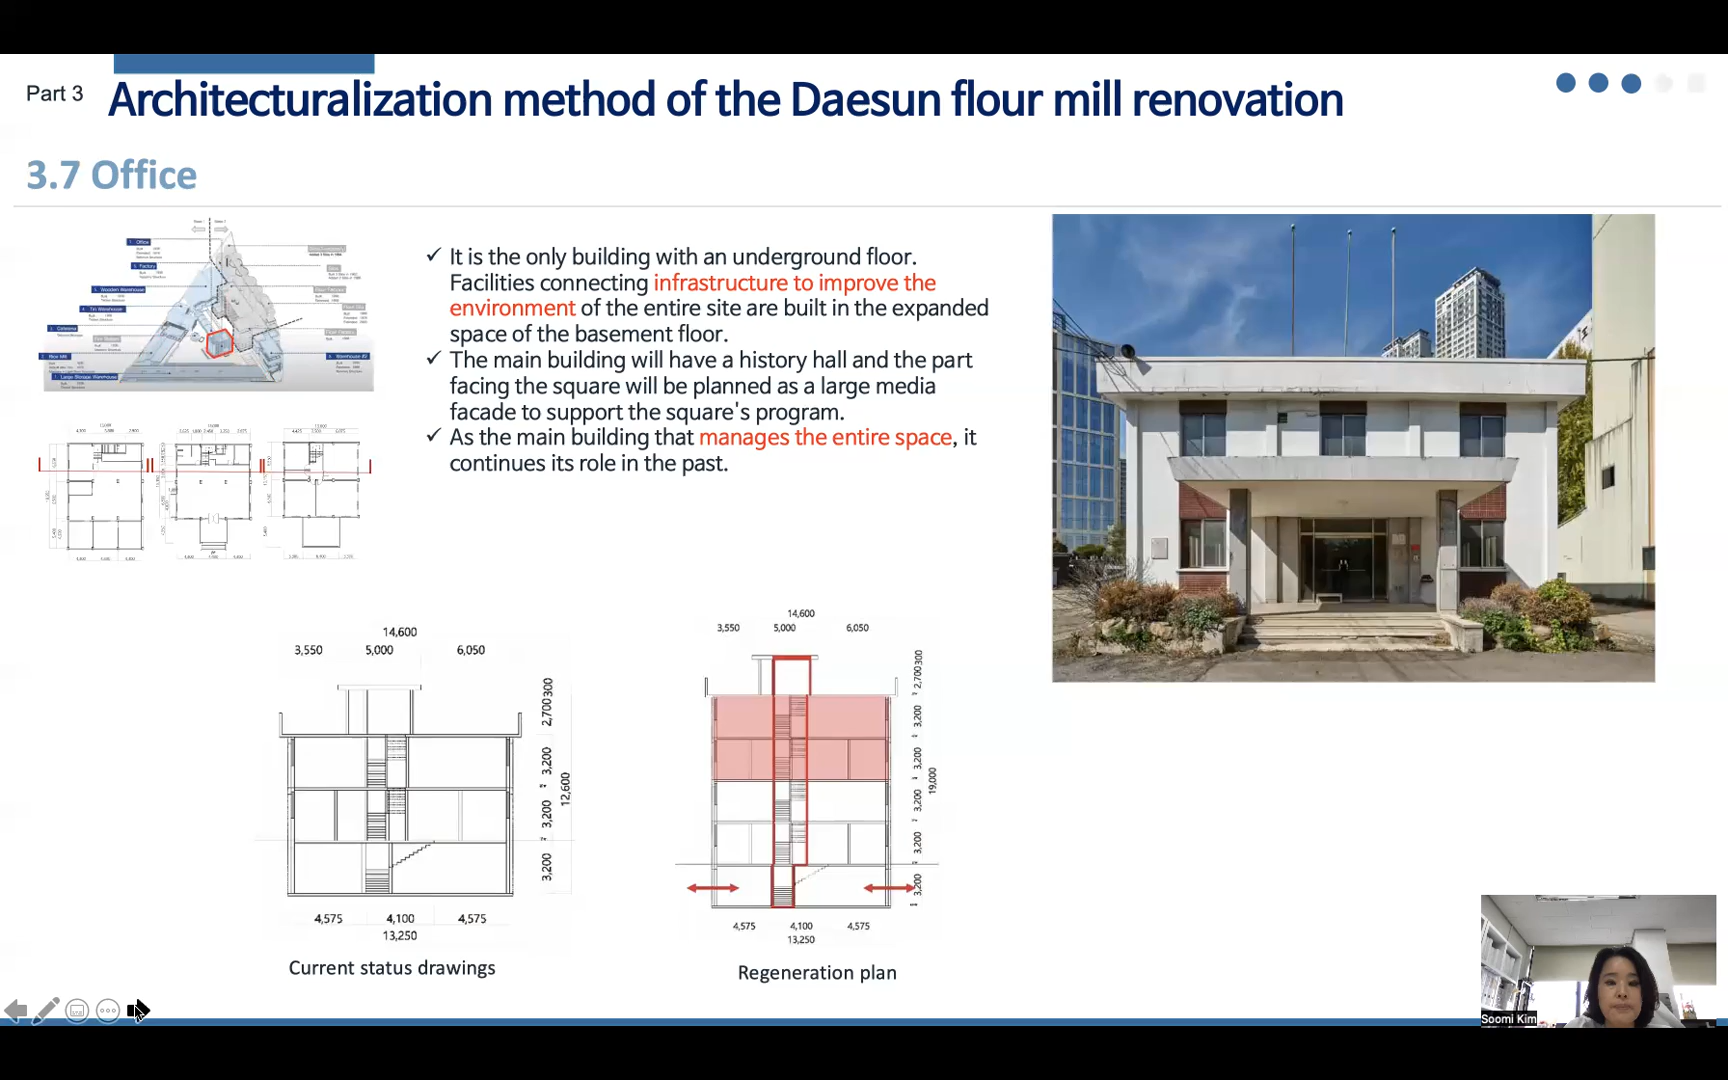 Part 3
Architecturalization method of the Daesun flour mill renovation
3.7 Office
✓ It is the only building with an underground floor.
Facilities connecting infrastructure to improve the
environment of the entire site are built in the expanded
space of the basement floor.
✓ The main building will have a history hall and the part
facing the square will be planned as a large media
facade to support the square's program.
✓ As the main building that manages the entire space, it
continues its role in the past.
14,600
3,550 5,000 6,050
2,700 300
3,200
3,200
3,200
12,600
4,575 4,100 4,575
13,250
Current status drawings
14,600
3,550 5,000 6,050
2,700 300
3,200
3,200
3,200
3,200
3,200
19,000
4,575 4,100 4,575
13,250
Regeneration plan
Soomi Kim